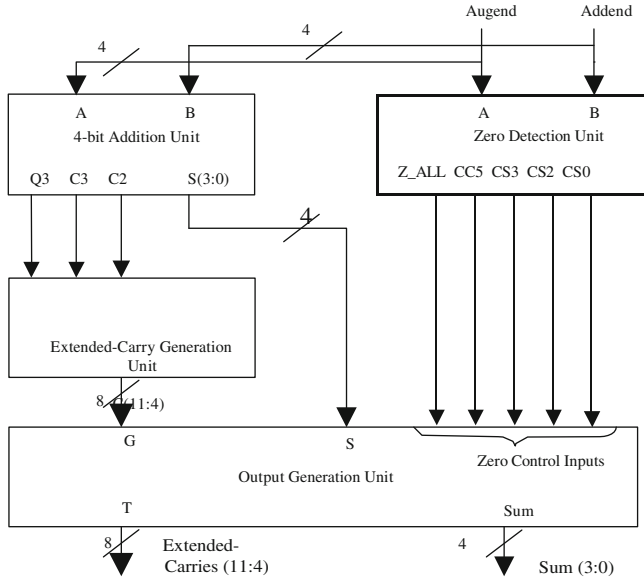 Augend Addend
4 4
A B
4-bit Addition Unit
Q3 C3 C2 S(3:0)
A B
Zero Detection Unit
Z_ALL CC5 CS3 CS2 CS0
4
Extended-Carry Generation
Unit
8 C(11:4)
G S
Zero Control Inputs
Output Generation Unit
T Sum
8 Extended-
Carries (11:4)
4 Sum (3:0)